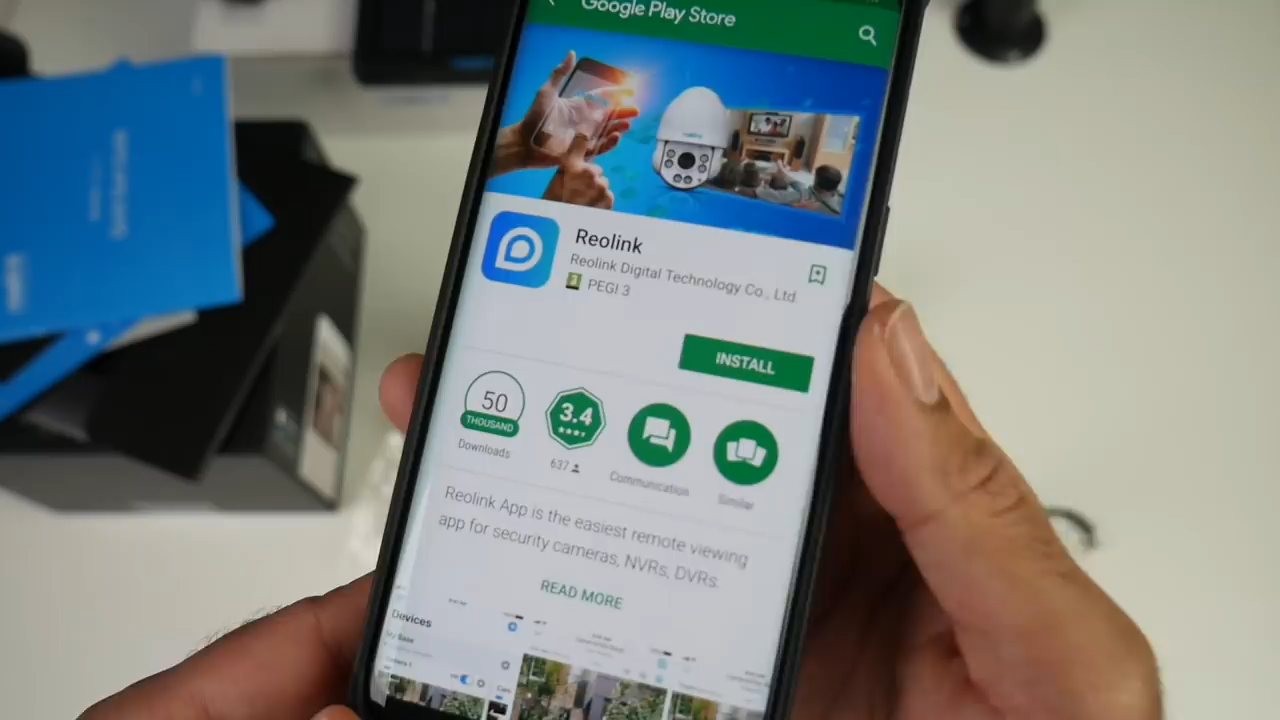 Google Play Store
Reolink
Reolink Digital Technology Co., Ltd.
3
PEGI 3
INSTALL
50
THOUSAND
Downloads
3.4
637
Communication
Similar
Reolink App is the easiest remote viewing
app for security cameras, NVRs, DVRs.
READ MORE
Devices